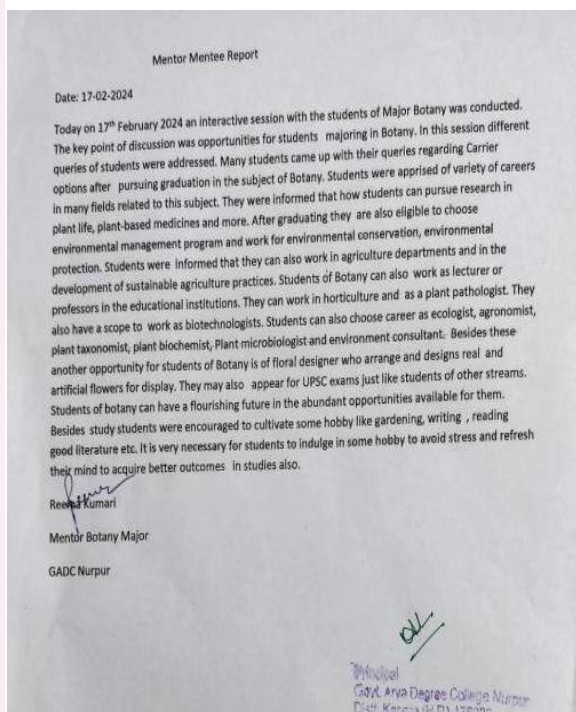 Mentor Mentee Report
Date: 17-02-2024
Today on 17th February 2024 an interactive session with the students of Major Botany was conducted.
The key point of discussion was opportunities for students majoring in Botany. In this session different
queries of students were addressed. Many students came up with their queries regarding Carrier
options after pursuing graduation in the subject of Botany. Students were apprised of variety of careers
in many fields related to this subject. They were informed that how students can pursue research in
plant life, plant-based medicines and more. After graduating they are also eligible to choose
environmental management program and work for environmental conservation, environmental
protection. Students were informed that they can also work in agriculture departments and in the
development of sustainable agriculture practices. Students of Botany can also work as lecturer or
professors in the educational institutions. They can work in horticulture and as a plant pathologist. They
also have a scope to work as biotechnologists. Students can also choose career as ecologist, agronomist,
plant taxonomist, plant biochemist, Plant microbiologist and environment consultant. Besides these
another opportunity for students of Botany is of floral designer who arrange and designs real and
artificial flowers for display. They may also appear for UPSC exams just like students of other streams.
Students of botany can have a flourishing future in the abundant opportunities available for them.
Besides study students were encouraged to cultivate some hobby like gardening, writing , reading
good literature etc. It is very necessary for students to indulge in some hobby to avoid stress and refresh
their mind to acquire better outcomes in studies also.
Kumari
Mentor Botany Major
GADC Nurpur
Principal
Govt. Arya Degree College Nurpur
Distt.